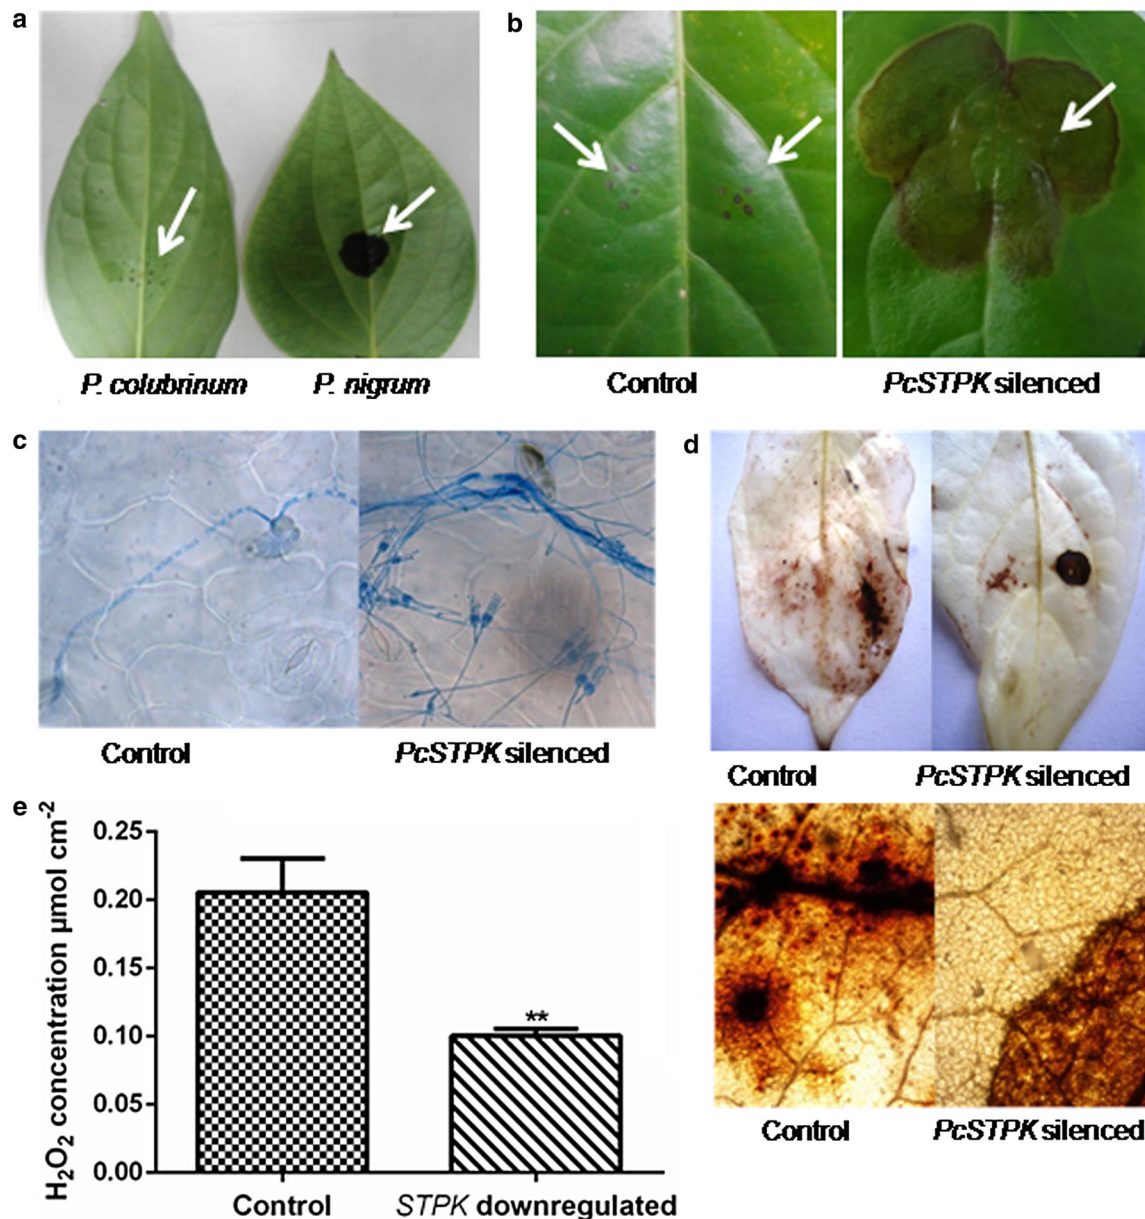 a
b
P. colubrinum
P. nigrum
Control
PcSTPK silenced
c
d
Control
PcSTPK silenced
Control
PcSTPK silenced
e
H₂O₂ concentration µmol cm⁻²
0.25
0.20
0.15
0.10
0.05
0.00
**
Control
STPK downregulated
Control
PcSTPK silenced